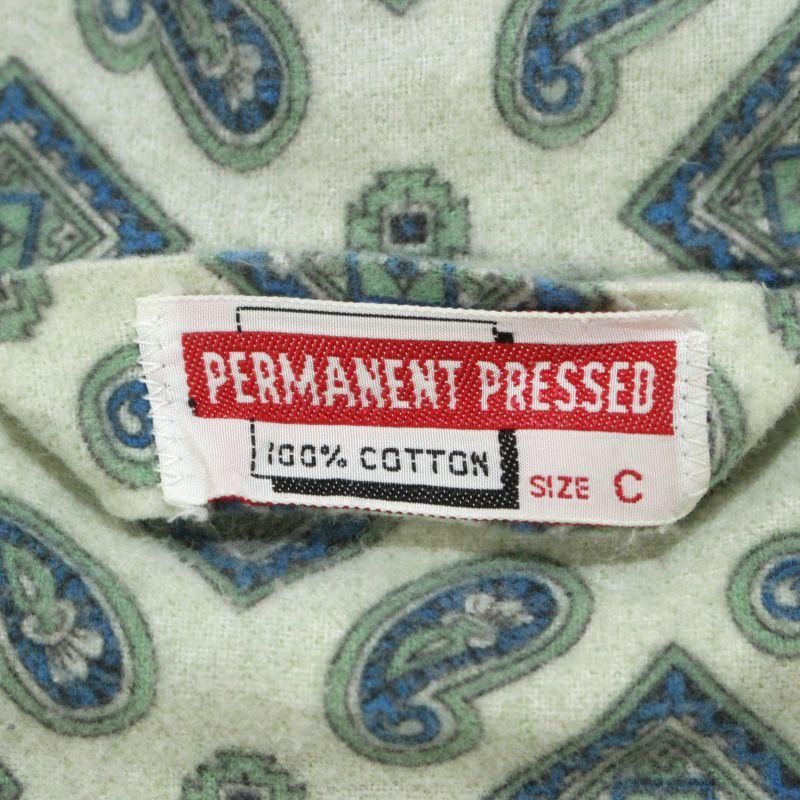 PERMANENT PRESSED
100% COTTON
SIZE C